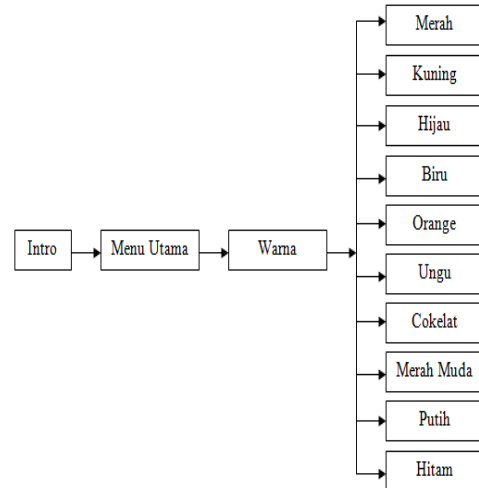 Intro
Menu Utama
Warna
Merah
Kuning
Hijau
Biru
Orange
Ungu
Cokelat
Merah Muda
Putih
Hitam